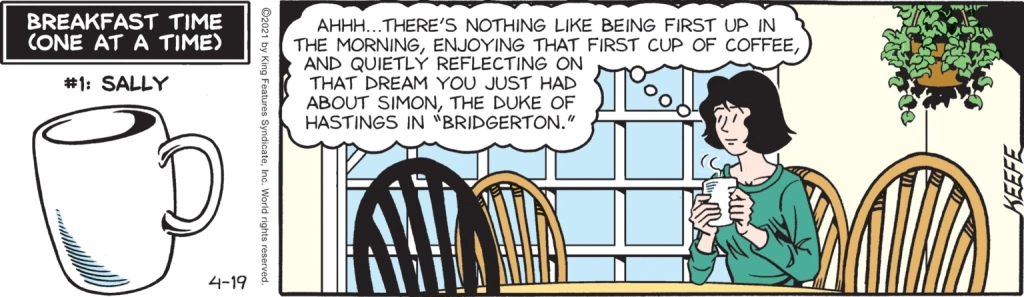 BREAKFAST TIME
(ONE AT A TIME)
#1: SALLY
4-19
©2021 by King Features Syndicate, Inc. World rights reserved.
AHHH...THERE'S NOTHING LIKE BEING FIRST UP IN
THE MORNING, ENJOYING THAT FIRST CUP OF COFFEE,
AND QUIETLY REFLECTING ON
THAT DREAM YOU JUST HAD
ABOUT SIMON, THE DUKE OF
HASTINGS IN "BRIDGERTON."
KEEFE